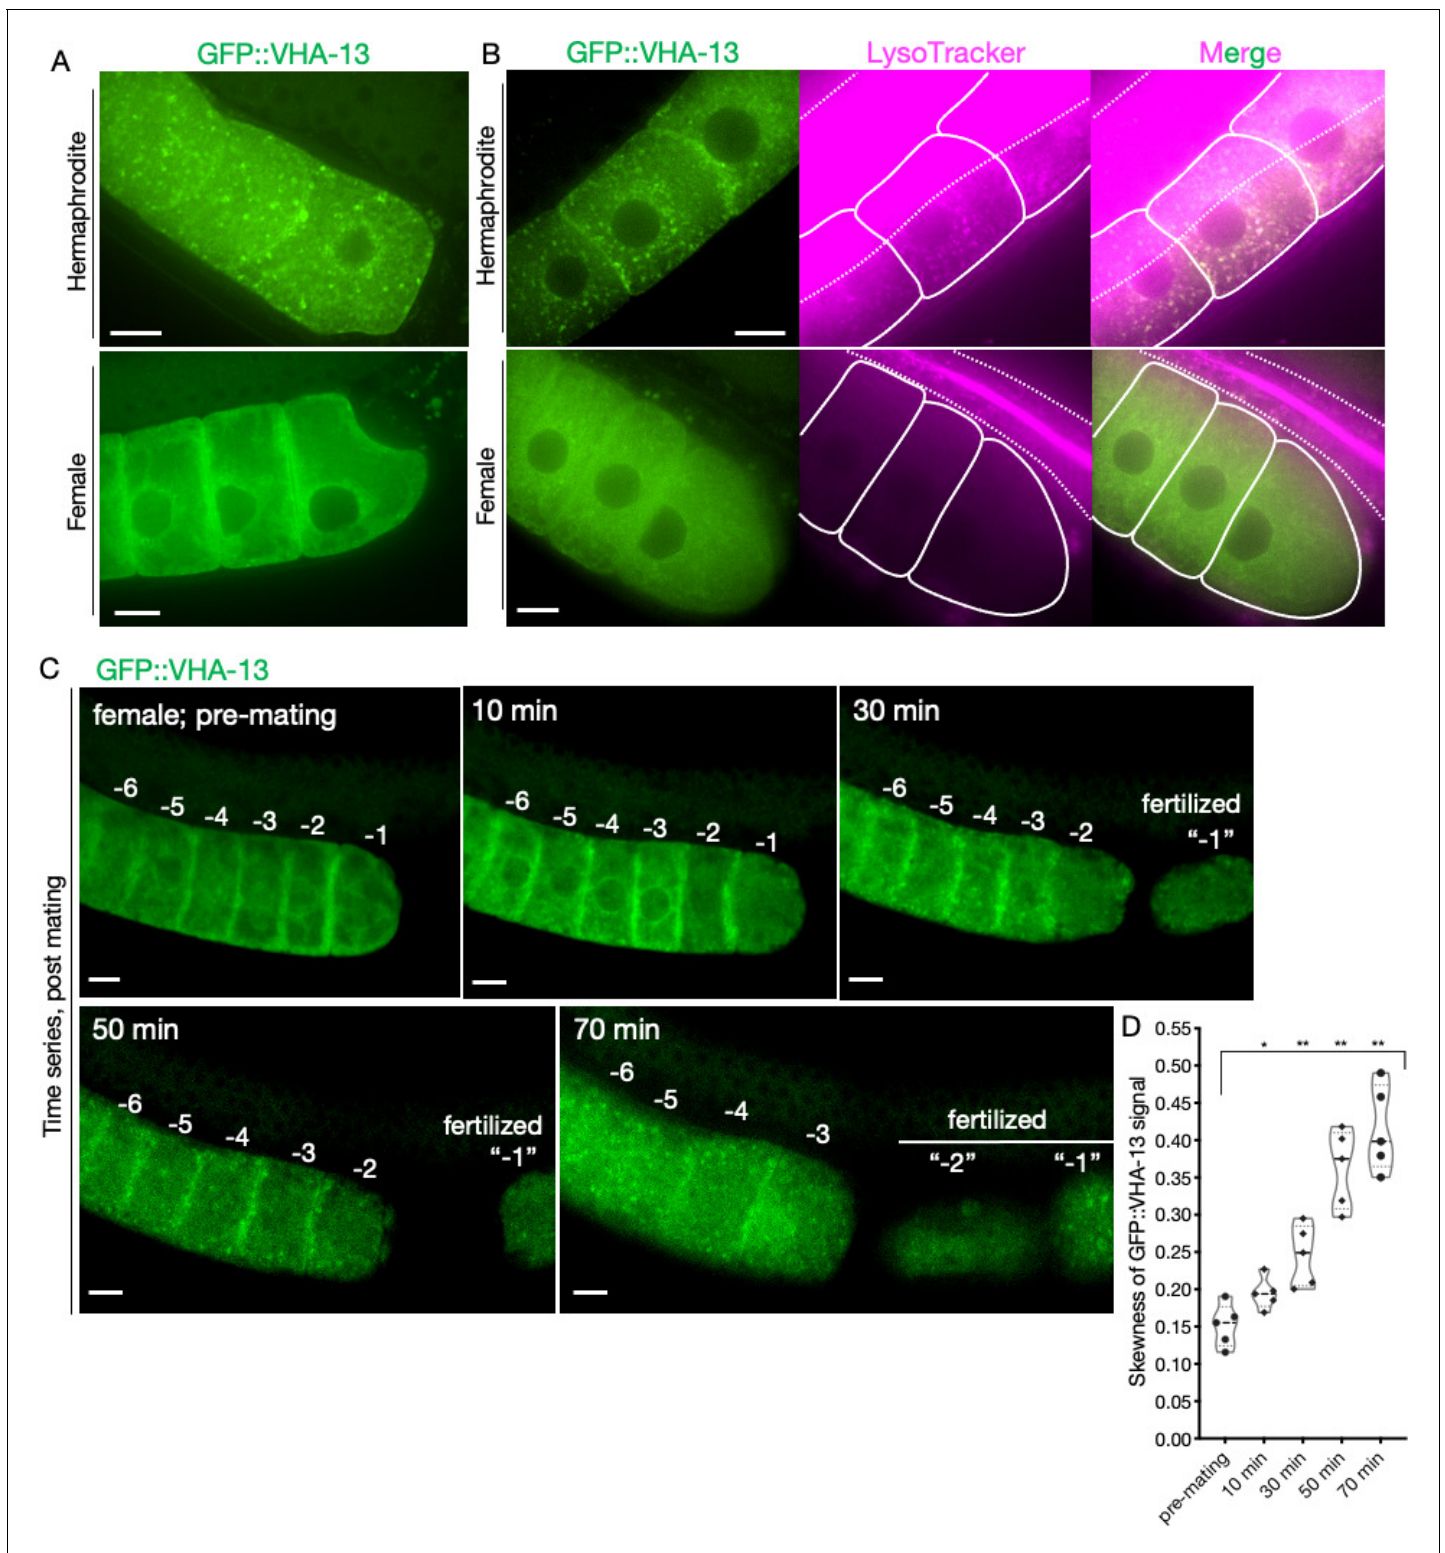 A
GFP::VHA-13
Hermaphrodite
Female
B
GFP::VHA-13
LysoTracker
Merge
Hermaphrodite
Female
C
GFP::VHA-13
Time series, post mating
female; pre-mating
-6
-5
-4
-3
-2
-1
10 min
-6
-5
-4
-3
-2
-1
30 min
-6
-5
-4
-3
-2
fertilized
“-1”
50 min
-6
-5
-4
-3
-2
fertilized
“-1”
70 min
-6
-5
-4
-3
fertilized
“-2”
“-1”
D
Skewness of GFP::VHA-13 signal
0.55
0.50
0.45
0.40
0.35
0.30
0.25
0.20
0.15
0.10
0.05
0.00
*
**
**
**
pre-mating
10 min
30 min
50 min
70 min